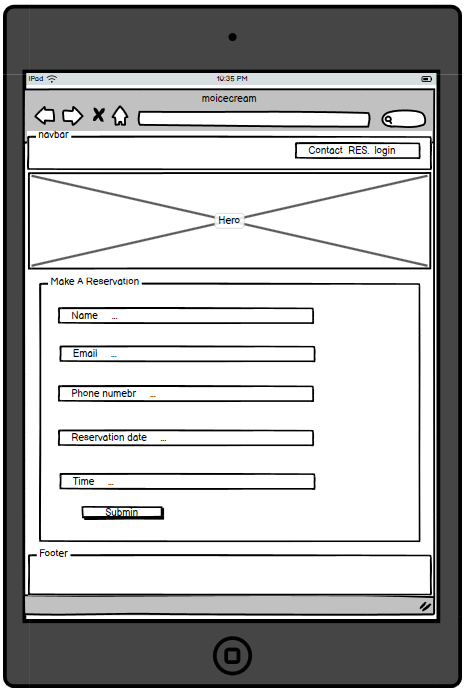 iPad 10:35 PM
moicecream
navbar
Contact RES. login
Hero
Make A Reservation
Name ...
Email ...
Phone numebr ...
Reservation date ...
Time ...
Submin
Footer